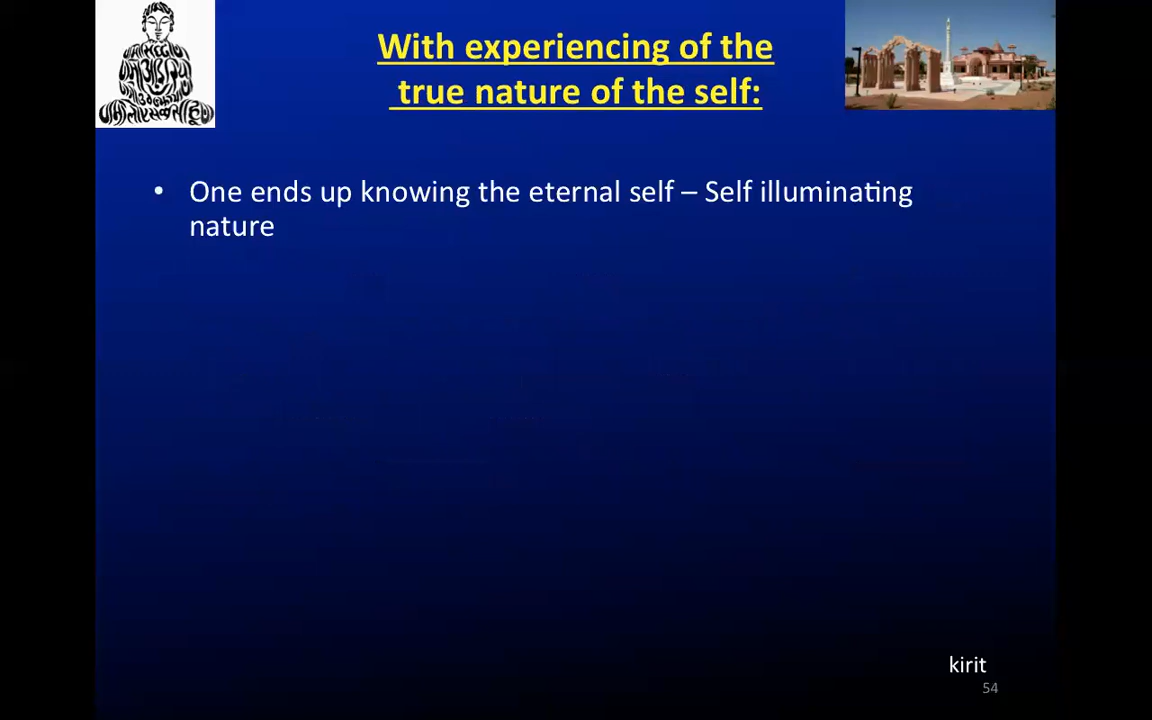 With experiencing of the
true nature of the self:
• One ends up knowing the eternal self – Self illuminating
nature
kirit
54